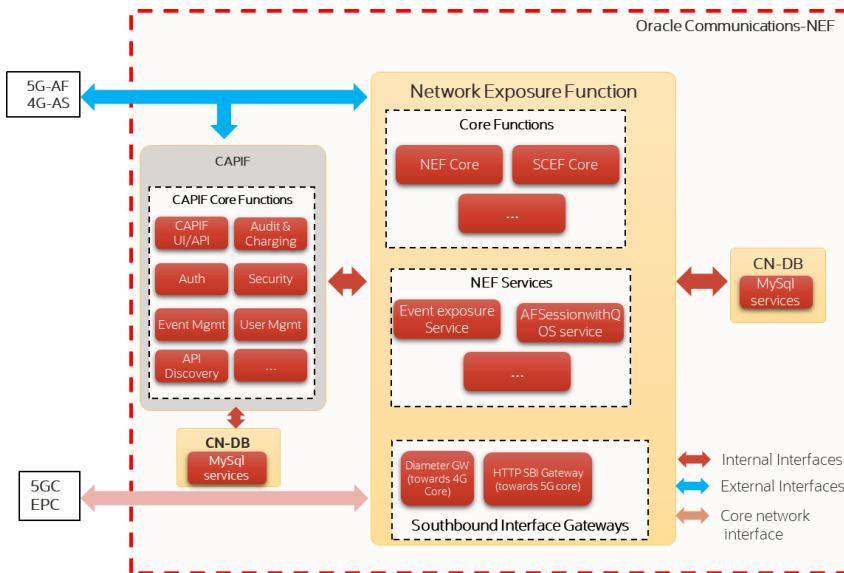 Oracle Communications-NEF
5G-AF
4G-AS
Network Exposure Function
Core Functions
NEF Core
SCEF Core
...
CAPIF
CAPIF Core Functions
CAPIF
UI/API
Audit &
Charging
Auth
Security
Event Mgmt
User Mgmt
API
Discovery
...
NEF Services
Event exposure
Service
AFSessionwithQ
OS service
...
CN-DB
MySql
services
CN-DB
MySql
services
5GC
EPC
Diameter GW
(towards 4G
Core)
HTTP SBI Gateway
(towards 5G core)
Southbound Interface Gateways
Internal Interfaces
External Interfaces
Core network
interface